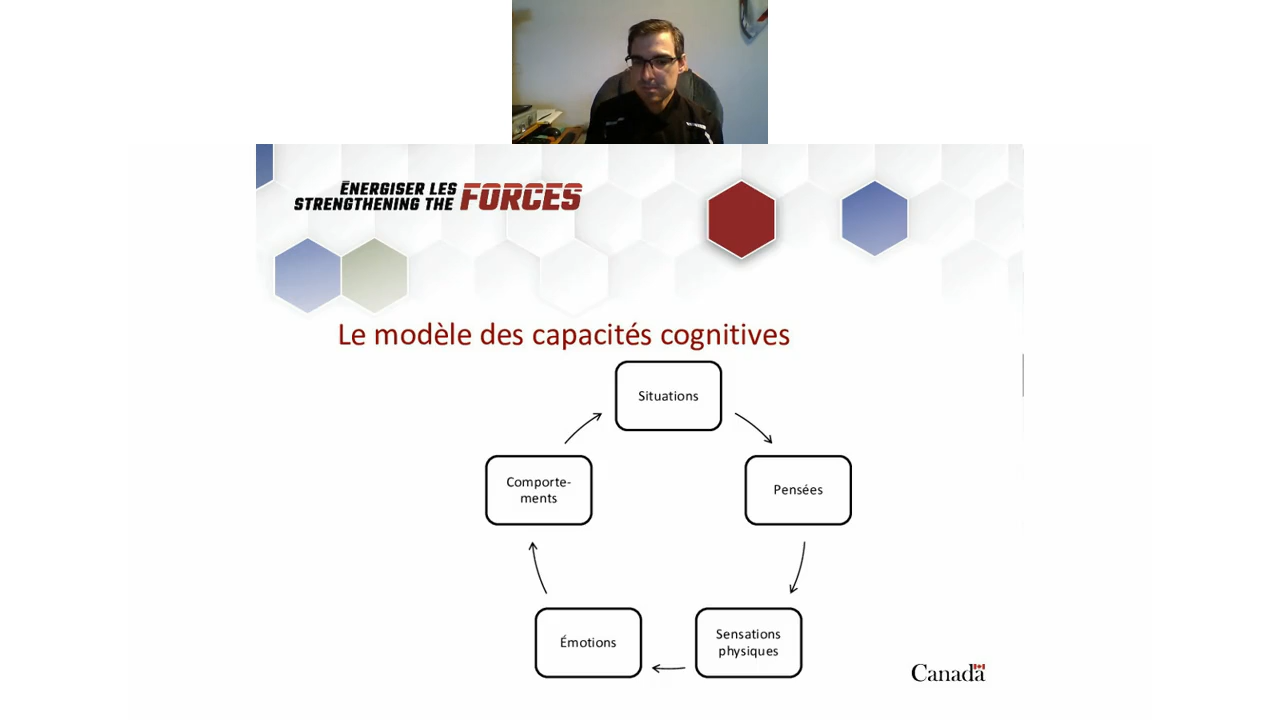 ÉNERGISER LES
STRENGTHENING THE FORCES
Le modèle des capacités cognitives
Situations
Pensées
Sensations
physiques
Émotions
Comporte-
ments
Canada